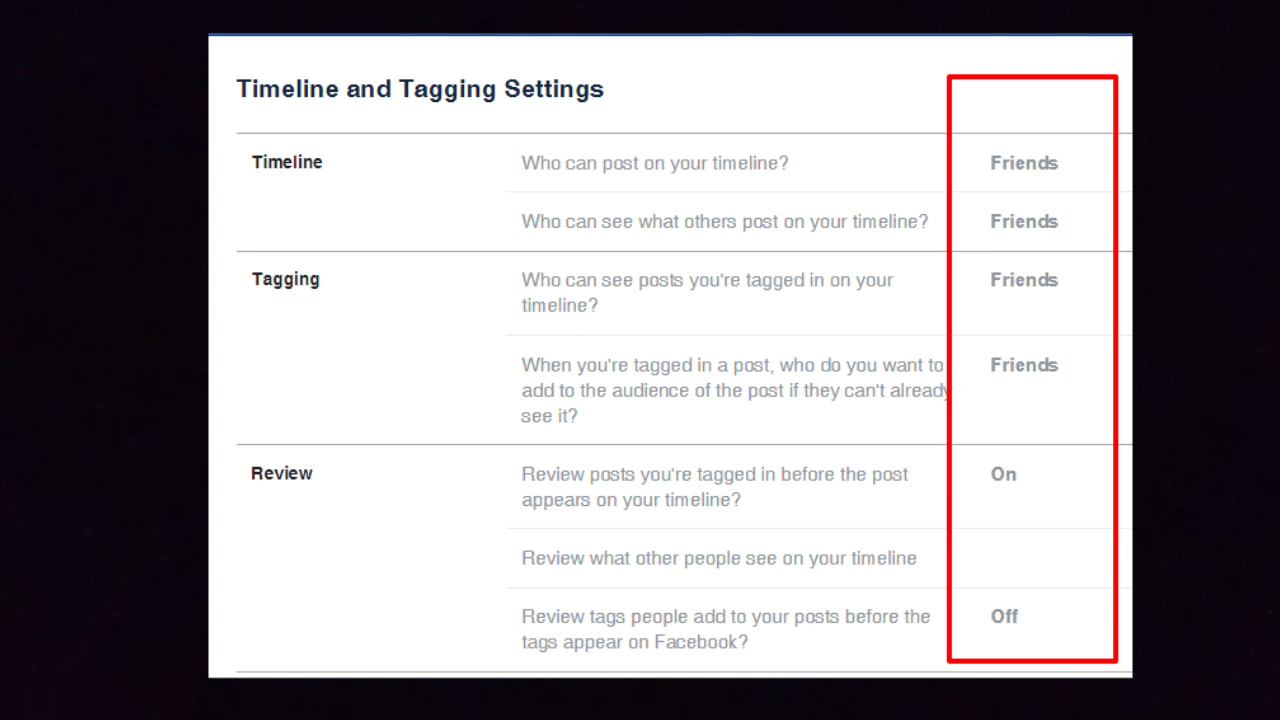 Timeline and Tagging Settings
Timeline
Who can post on your timeline?
Friends
Who can see what others post on your timeline?
Friends
Tagging
Who can see posts you're tagged in on your
timeline?
Friends
When you're tagged in a post, who do you want to
add to the audience of the post if they can't already
see it?
Friends
Review
Review posts you're tagged in before the post
appears on your timeline?
On
Review what other people see on your timeline
Review tags people add to your posts before the
tags appear on Facebook?
Off